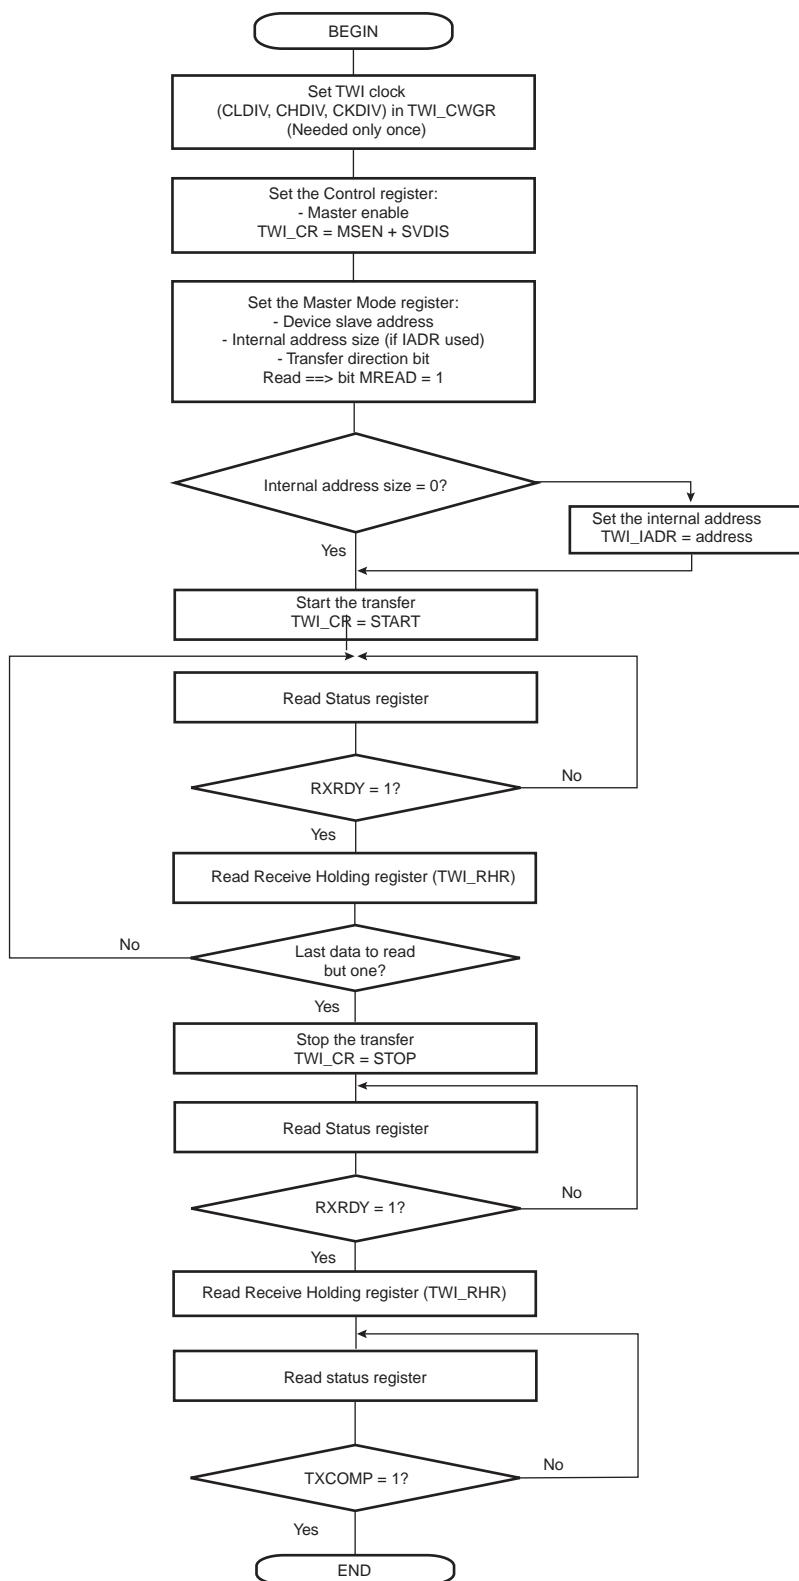 BEGIN
Set TWI clock
(CLDIV, CHDIV, CKDIV) in TWI_CWGR
(Needed only once)
Set the Control register:
- Master enable
TWI_CR = MSEN + SVDIS
Set the Master Mode register:
- Device slave address
- Internal address size (if IADR used)
- Transfer direction bit
Read ==> bit MREAD = 1
Internal address size = 0?
Set the internal address
TWI_IADR = address
Yes
Start the transfer
TWI_CR = START
Read Status register
RXRDY = 1?
No
Yes
Read Receive Holding register (TWI_RHR)
No
Last data to read
but one?
Yes
Stop the transfer
TWI_CR = STOP
Read Status register
RXRDY = 1?
No
Yes
Read Receive Holding register (TWI_RHR)
Read status register
TXCOMP = 1?
No
Yes
END